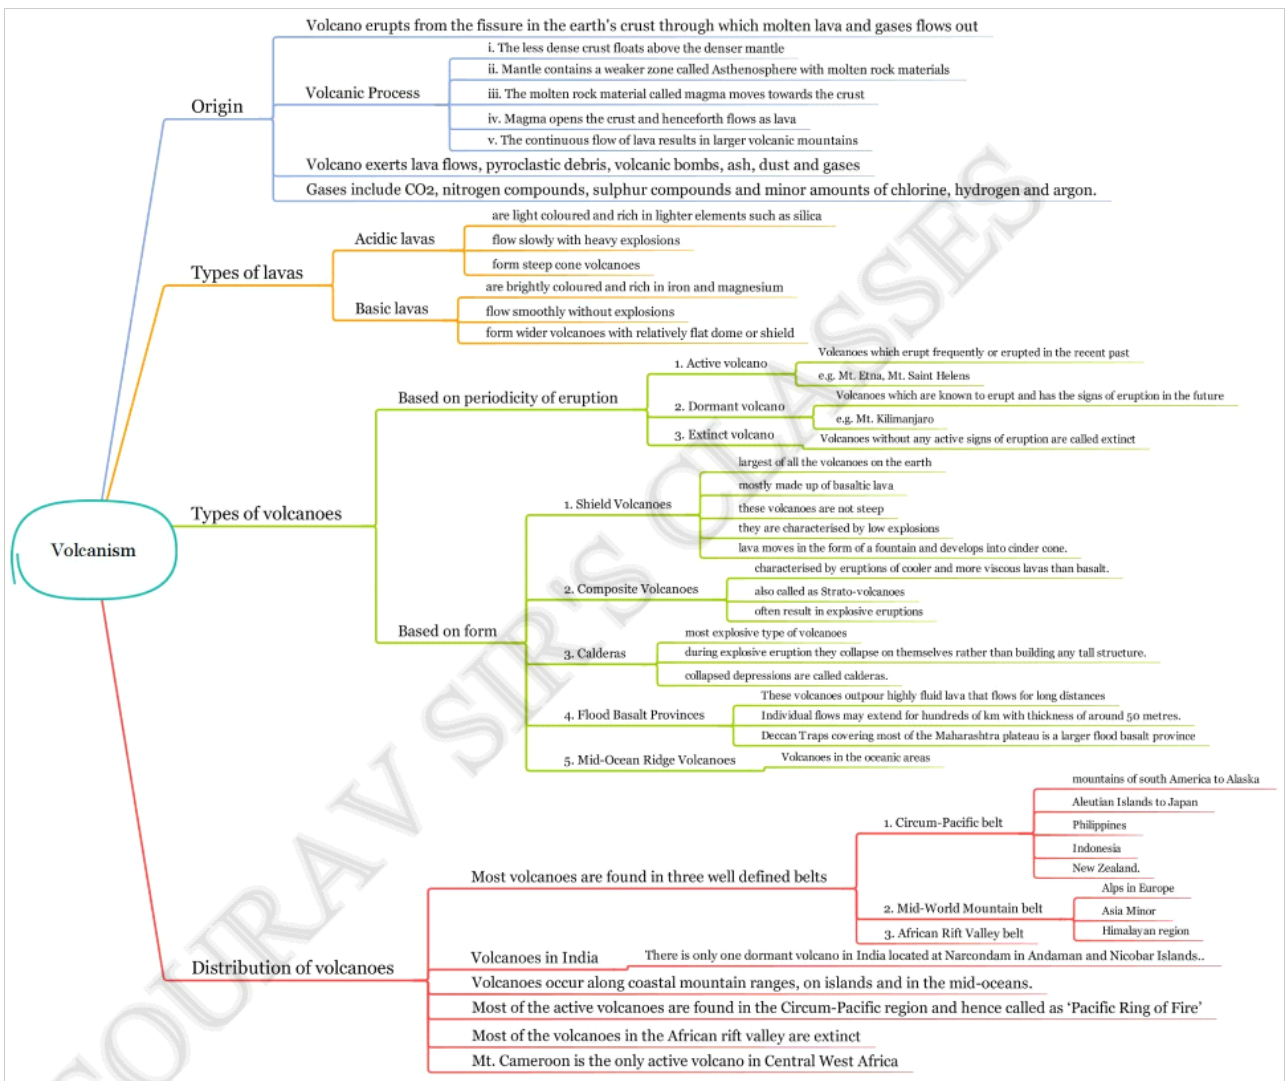 Volcanism
Origin
Volcano erupts from the fissure in the earth's crust through which molten lava and gases flows out
Volcanic Process
i. The less dense crust floats above the denser mantle
ii. Mantle contains a weaker zone called Asthenosphere with molten rock materials
iii. The molten rock material called magma moves towards the crust
iv. Magma opens the crust and henceforth flows as lava
v. The continuous flow of lava results in larger volcanic mountains
Volcano exerts lava flows, pyroclastic debris, volcanic bombs, ash, dust and gases
Gases include CO2, nitrogen compounds, sulphur compounds and minor amounts of chlorine, hydrogen and argon.
Types of lavas
Acidic lavas
are light coloured and rich in lighter elements such as silica
flow slowly with heavy explosions
form steep cone volcanoes
Basic lavas
are brightly coloured and rich in iron and magnesium
flow smoothly without explosions
form wider volcanoes with relatively flat dome or shield
Types of volcanoes
Based on periodicity of eruption
1. Active volcano
Volcanoes which erupt frequently or erupted in the recent past
e.g. Mt. Etna, Mt. Saint Helens
2. Dormant volcano
Volcanoes which are known to erupt and has the signs of eruption in the future
e.g. Mt. Kilimanjaro
3. Extinct volcano
Volcanoes without any active signs of eruption are called extinct
Based on form
1. Shield Volcanoes
largest of all the volcanoes on the earth
mostly made up of basaltic lava
these volcanoes are not steep
they are characterised by low explosions
lava moves in the form of a fountain and develops into cinder cone.
2. Composite Volcanoes
characterised by eruptions of cooler and more viscous lavas than basalt.
also called as Strato-volcanoes
often result in explosive eruptions
3. Calderas
most explosive type of volcanoes
during explosive eruption they collapse on themselves rather than building any tall structure.
collapsed depressions are called calderas.
4. Flood Basalt Provinces
These volcanoes outpour highly fluid lava that flows for long distances
Individual flows may extend for hundreds of km with thickness of around 50 metres.
Deccan Traps covering most of the Maharashtra plateau is a larger flood basalt province
5. Mid-Ocean Ridge Volcanoes
Volcanoes in the oceanic areas
Distribution of volcanoes
Most volcanoes are found in three well defined belts
1. Circum-Pacific belt
mountains of south America to Alaska
Aleutian Islands to Japan
Philippines
Indonesia
New Zealand.
2. Mid-World Mountain belt
Alps in Europe
Asia Minor
Himalayan region
3. African Rift Valley belt
Volcanoes in India
There is only one dormant volcano in India located at Narcondam in Andaman and Nicobar Islands..
Volcanoes occur along coastal mountain ranges, on islands and in the mid-oceans.
Most of the active volcanoes are found in the Circum-Pacific region and hence called as ‘Pacific Ring of Fire’
Most of the volcanoes in the African rift valley are extinct
Mt. Cameroon is the only active volcano in Central West Africa
SOURAV SIR'S CLASSES